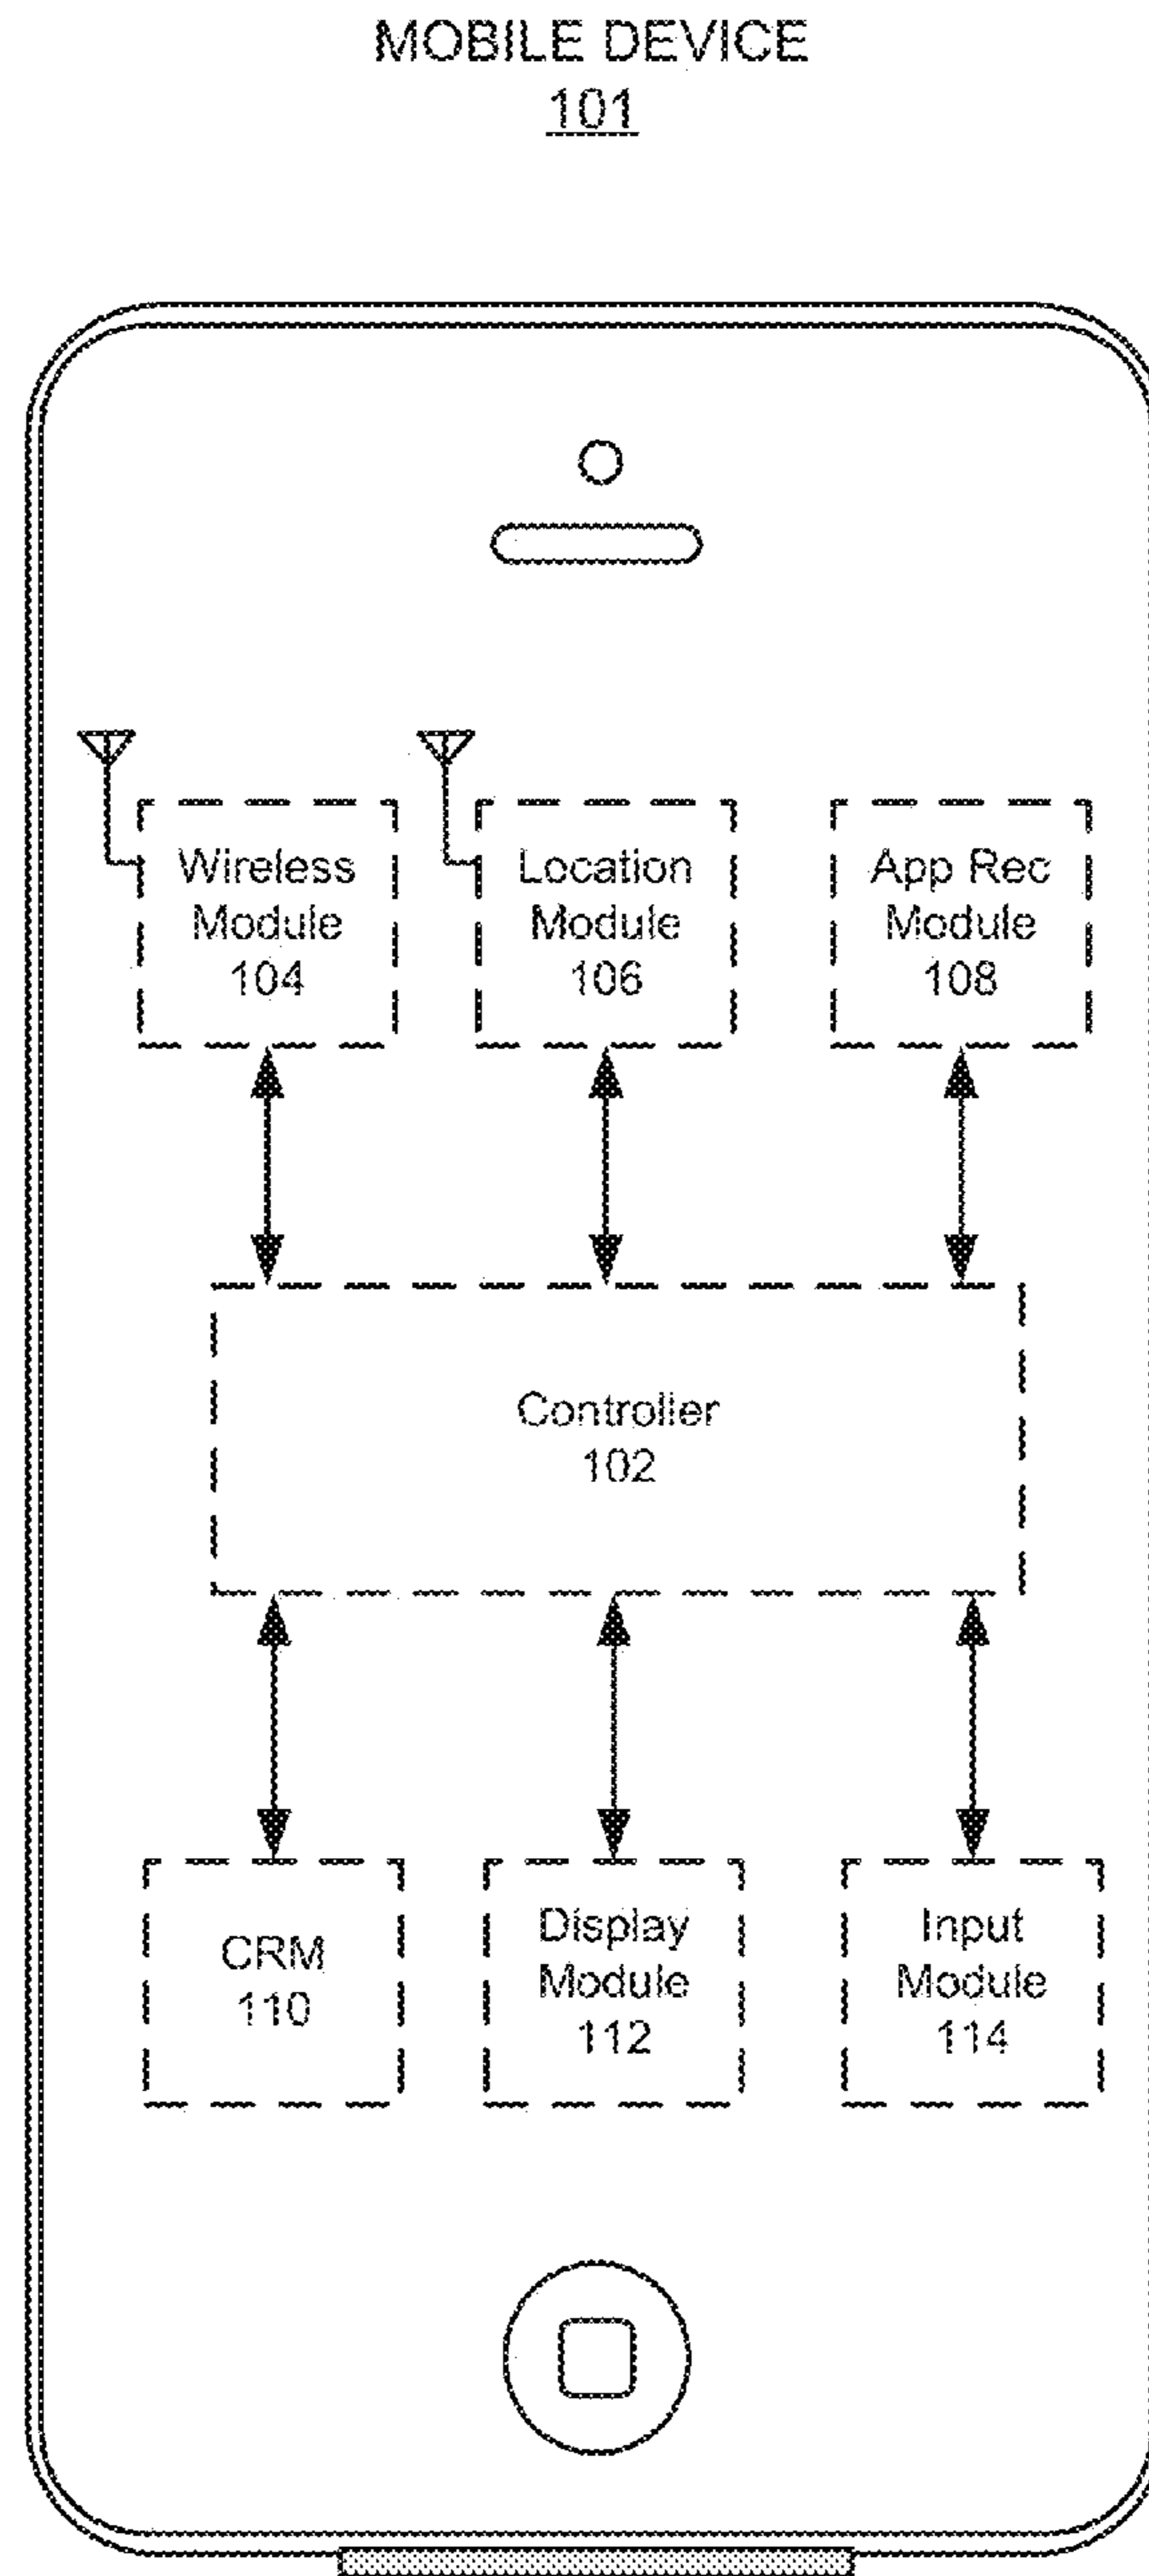 MOBILE DEVICE
101
Wireless
Module
104
Location
Module
106
App Rec
Module
108
Controller
102
CRM
110
Display
Module
112
Input
Module
114